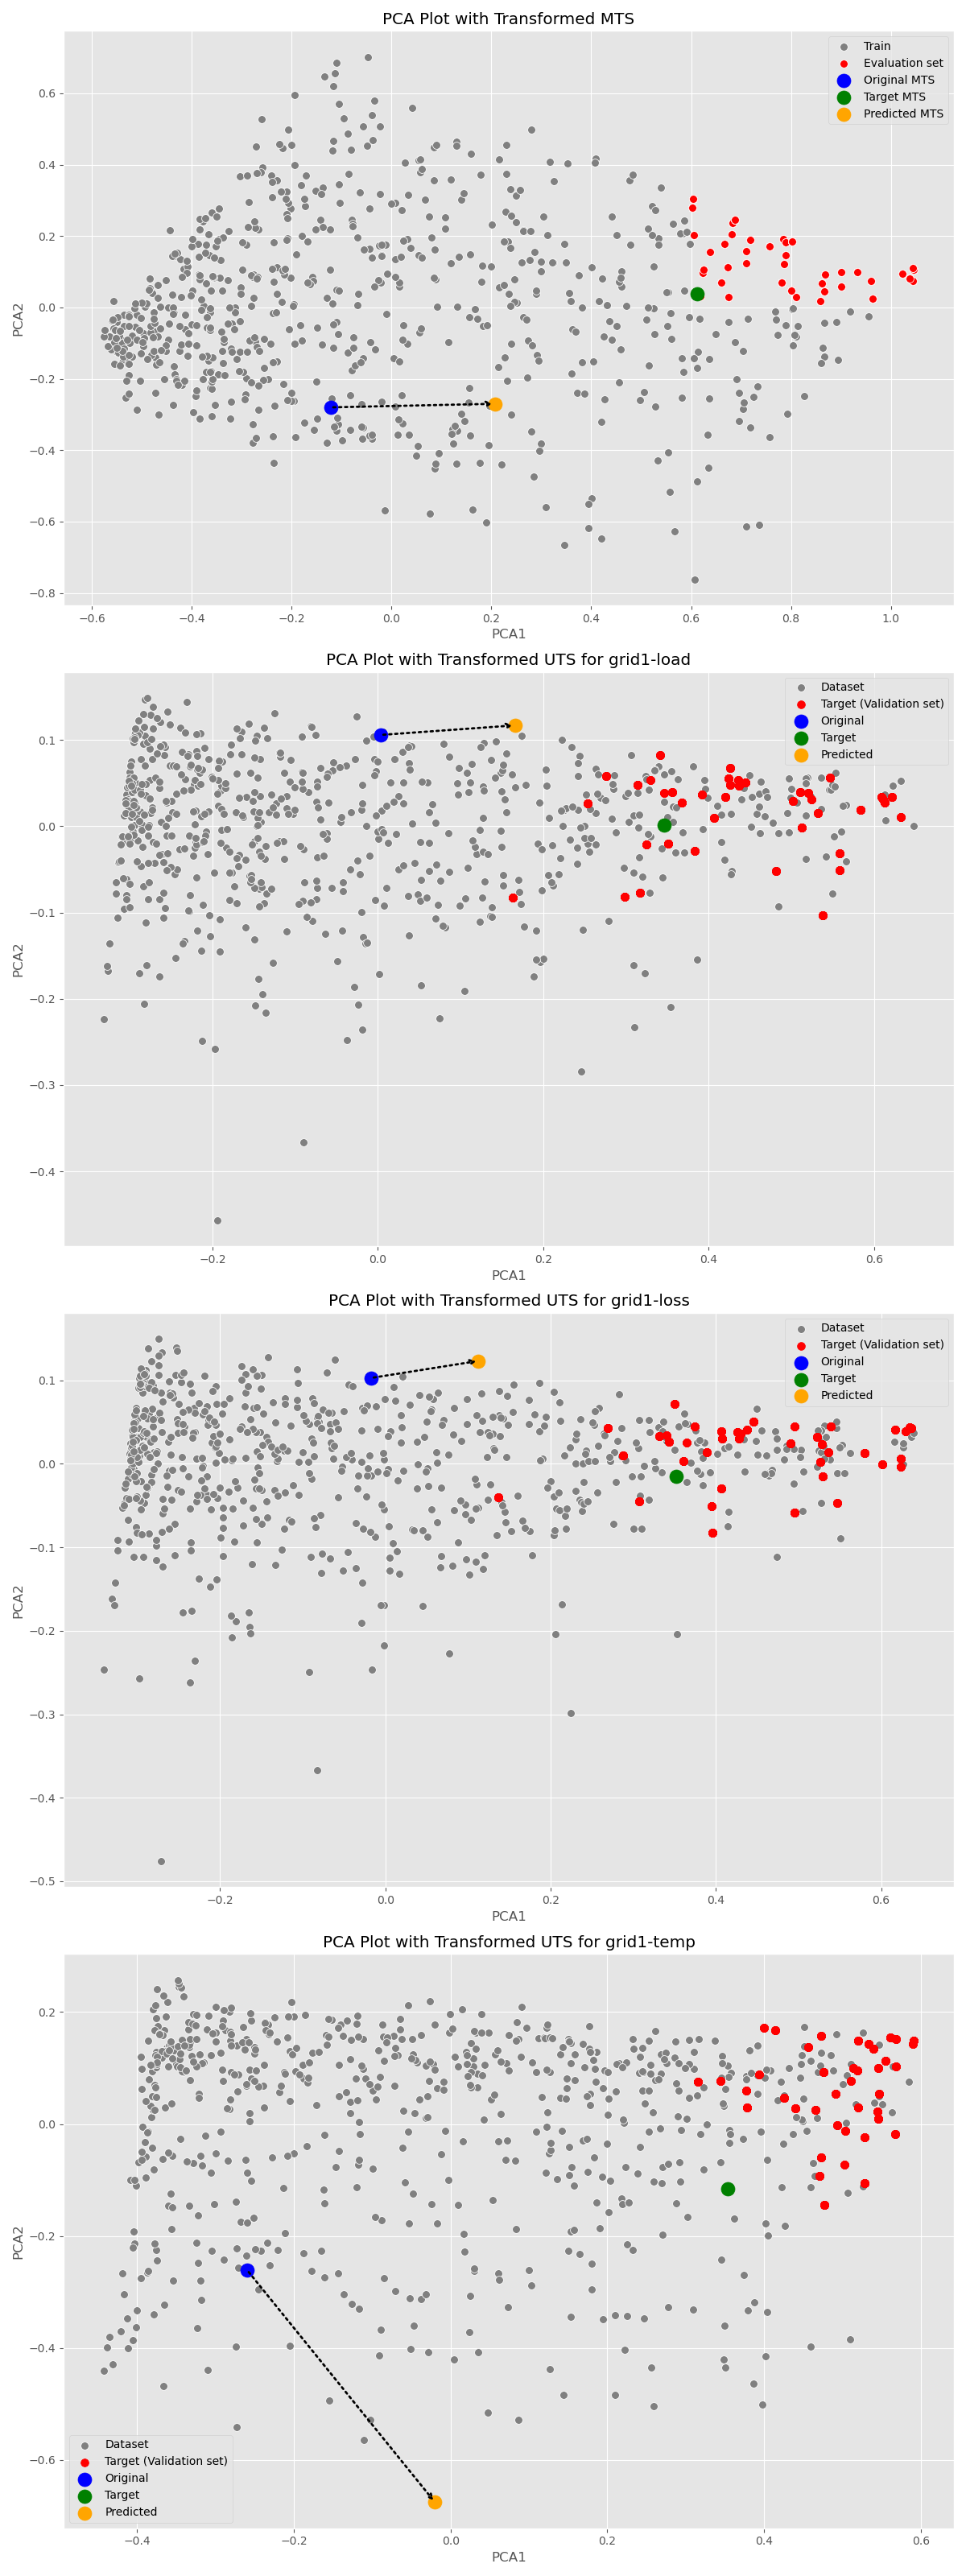 PCA Plot with Transformed MTS
Train
Evaluation set
Original MTS
Target MTS
Predicted MTS
0.6
0.4
0.2
0.0
−0.2
−0.4
−0.6
−0.8
PCA2
−0.6
−0.4
−0.2
0.0
0.2
0.4
0.6
0.8
1.0
PCA1
PCA Plot with Transformed UTS for grid1-load
Dataset
Target (Validation set)
Original
Target
Predicted
0.1
0.0
−0.1
−0.2
−0.3
−0.4
PCA2
−0.2
0.0
0.2
0.4
0.6
PCA1
PCA Plot with Transformed UTS for grid1-loss
Dataset
Target (Validation set)
Original
Target
Predicted
0.1
0.0
−0.1
−0.2
−0.3
−0.4
−0.5
PCA2
−0.2
0.0
0.2
0.4
0.6
PCA1
PCA Plot with Transformed UTS for grid1-temp
0.2
0.0
−0.2
−0.4
−0.6
PCA2
Dataset
Target (Validation set)
Original
Target
Predicted
−0.4
−0.2
0.0
0.2
0.4
0.6
PCA1